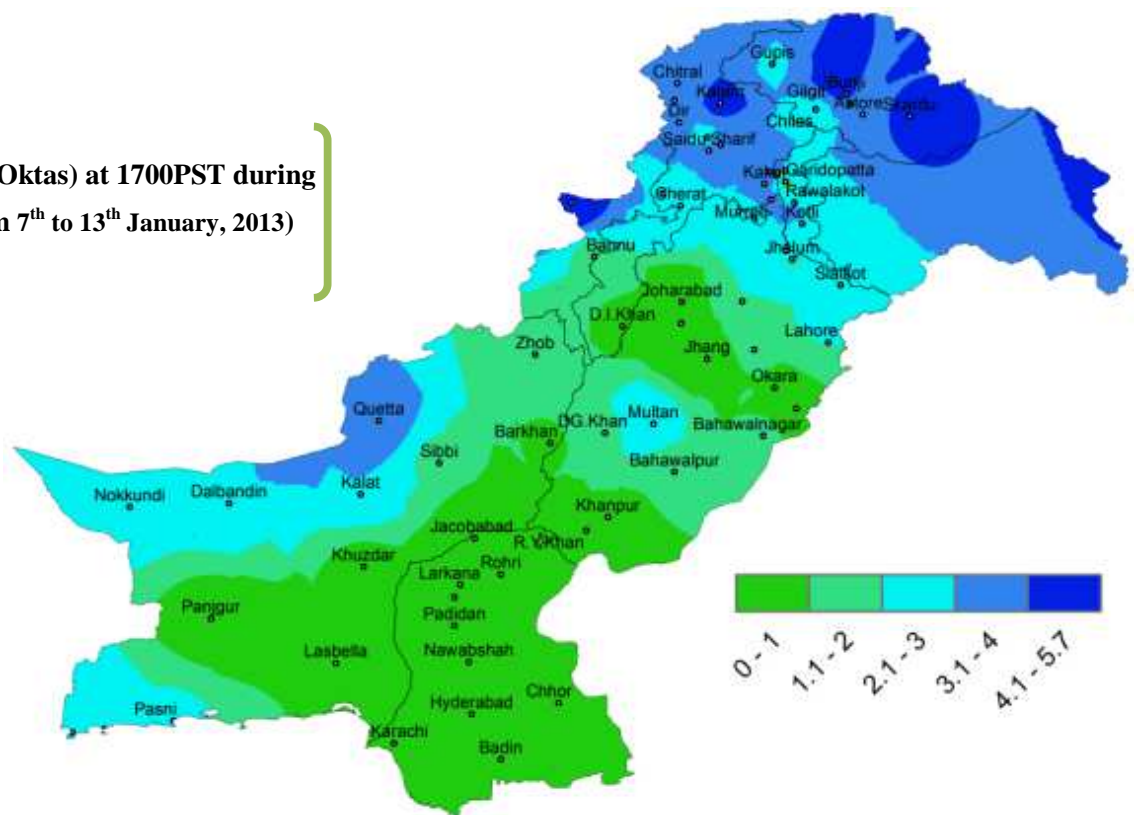 Oktas) at 1700PST during
n 7th to 13th January, 2013)
Gupis
Chitral
Kalam
Bunji
Gilgit
Astore Skardu
Dir
Chilas
Saidu Sharif
Kakul
Garidopatta
Rawalakot
Cherat
Murree
Kotli
Bannu
Jhelum
Sialkot
Joharabad
D.I.Khan
Lahore
Zhob
Jhang
Okara
Quetta
DG.Khan
Multan
Barkhan
Bahawalnagar
Sibbi
Bahawalpur
Nokkundi
Dalbandin
Kalat
Khanpur
Jacobabad
R.Y.Khan
Khuzdar
Rohri
Larkana
Panjgur
Padidan
Lasbella
Nawabshah
Chhor
Pasni
Hyderabad
Karachi
Badin
0 - 1
1.1 - 2
2.1 - 3
3.1 - 4
4.1 - 5.7